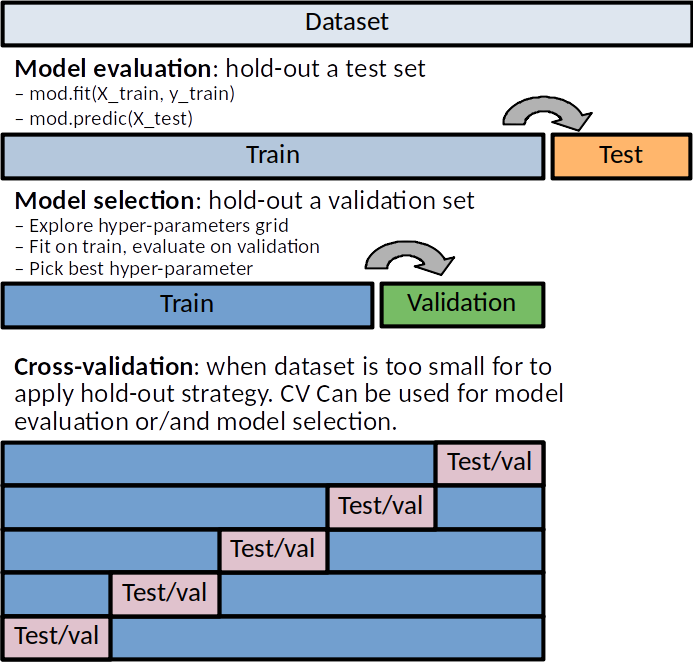 Dataset
Model evaluation: hold-out a test set
– mod.fit(X_train, y_train)
– mod.predic(X_test)
Train
Test
Model selection: hold-out a validation set
– Explore hyper-parameters grid
– Fit on train, evaluate on validation
– Pick best hyper-parameter
Train
Validation
Cross-validation: when dataset is too small for to
apply hold-out strategy. CV Can be used for model
evaluation or/and model selection.
Test/val
Test/val
Test/val
Test/val
Test/val